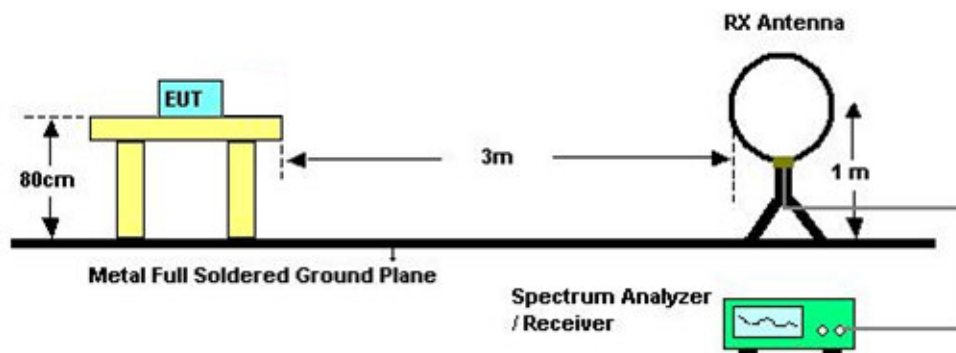 RX Antenna
EUT
80cm
3m
1 m
Metal Full Soldered Ground Plane
Spectrum Analyzer
/ Receiver